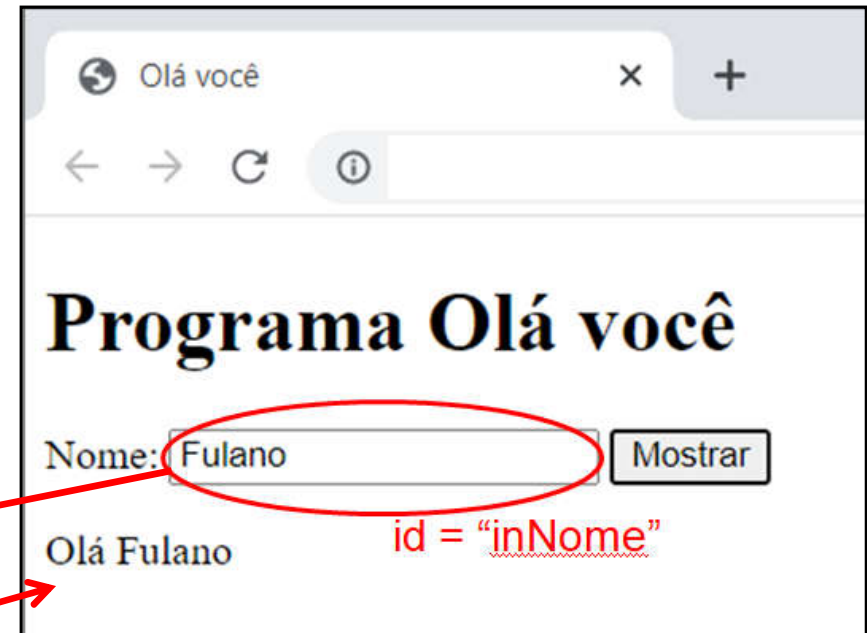 Olá você
Programa Olá você
Nome: Fulano Mostrar
id = “inNome”
Olá Fulano